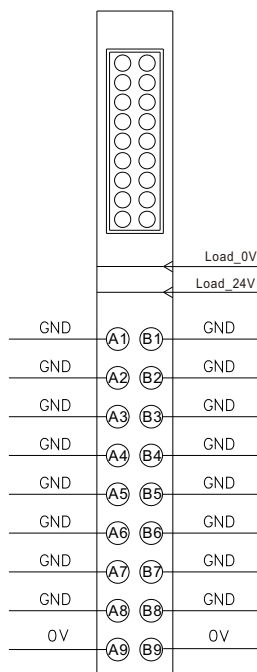 Load_0V
Load_24V
GND A1 B1 GND
GND A2 B2 GND
GND A3 B3 GND
GND A4 B4 GND
GND A5 B5 GND
GND A6 B6 GND
GND A7 B7 GND
GND A8 B8 GND
0V A9 B9 0V